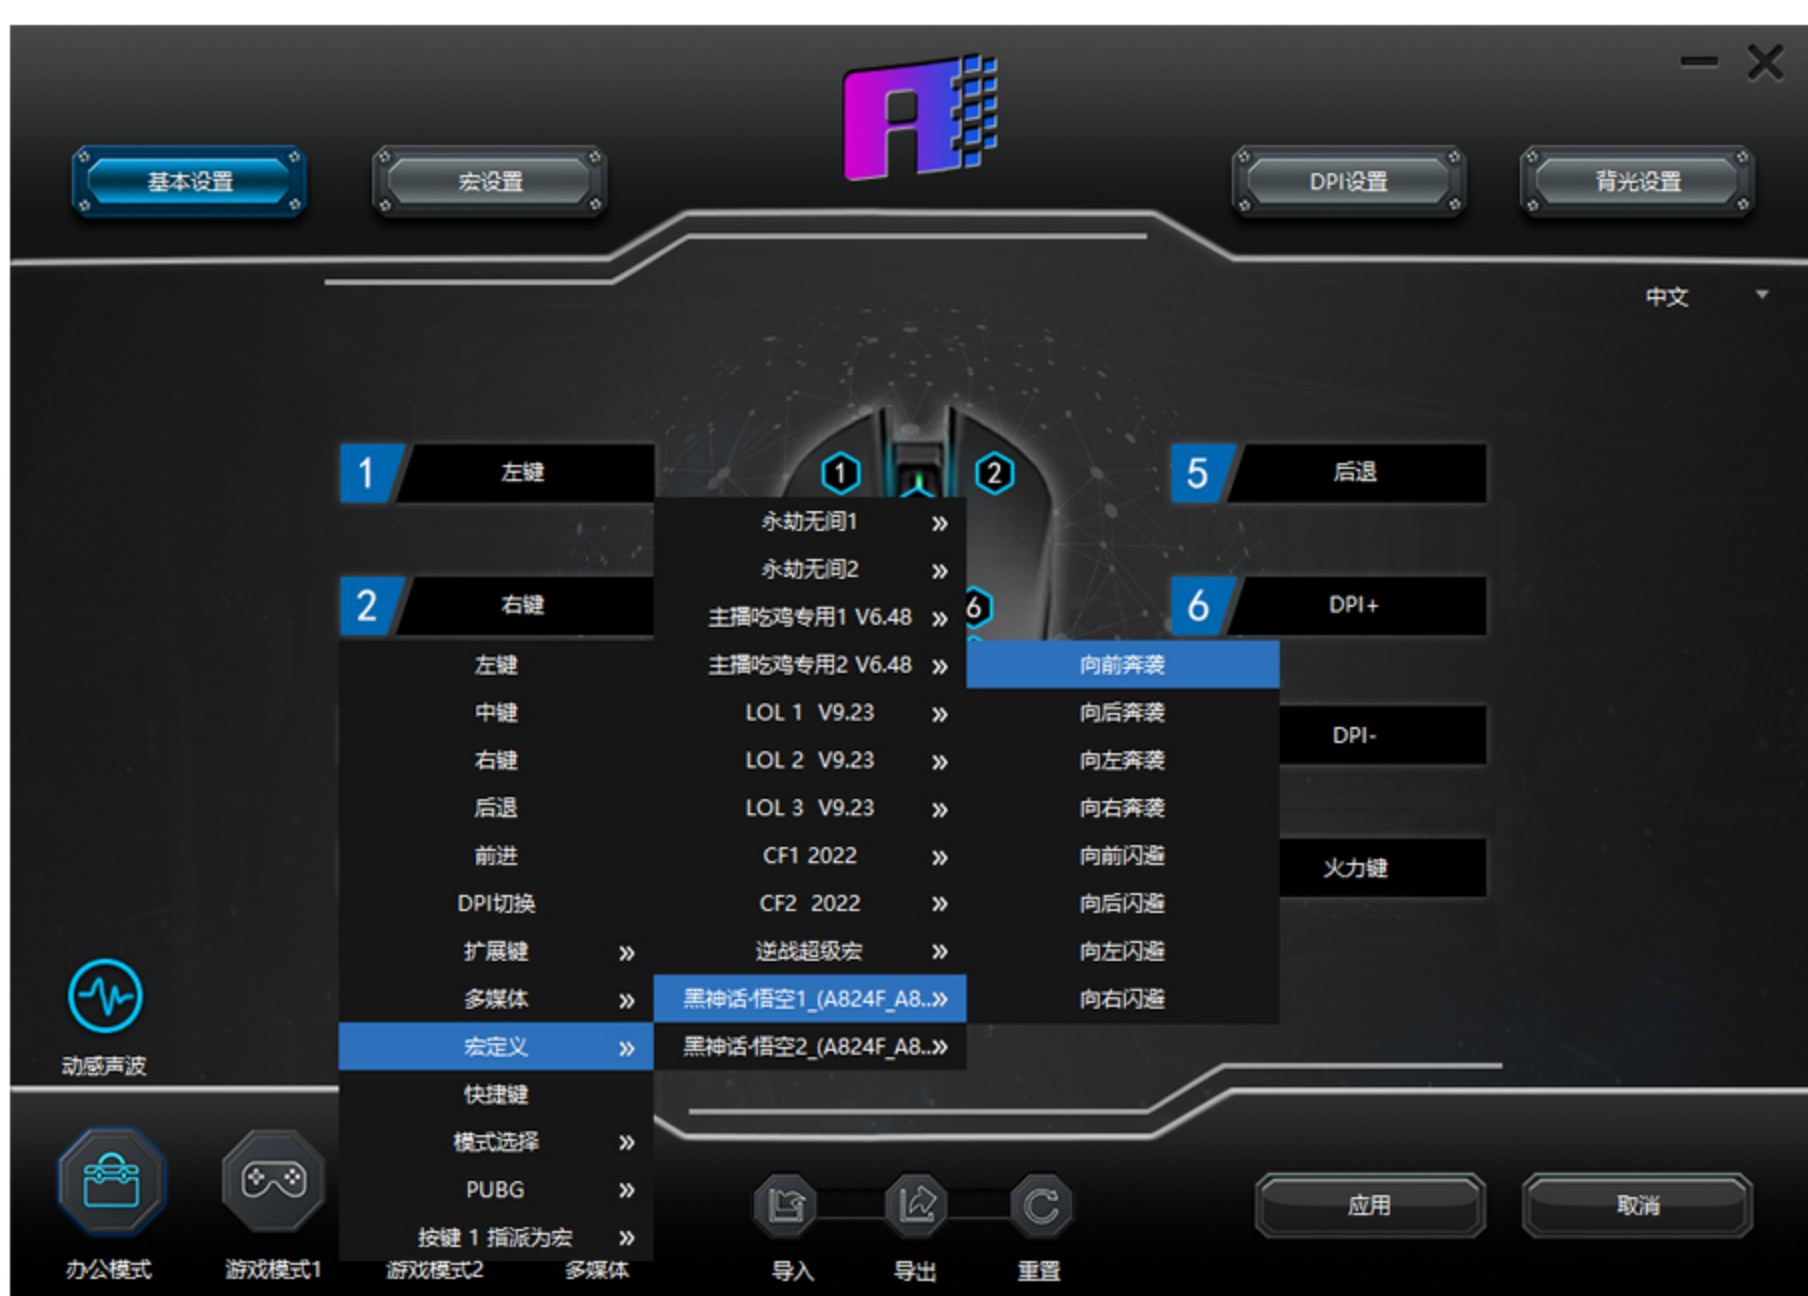 基本设置
宏设置
DPI设置
背光设置
中文
1 左键
2 右键
5 后退
6 DPI+
DPI-
火力键
1
2
6
左键
中键
右键
后退
前进
DPI切换
扩展键 »
多媒体 »
宏定义 »
快捷键
模式选择 »
PUBG »
按键 1 指派为宏 »
永劫无间1 »
永劫无间2 »
主播吃鸡专用1 V6.48 »
主播吃鸡专用2 V6.48 »
LOL 1 V9.23 »
LOL 2 V9.23 »
LOL 3 V9.23 »
CF1 2022 »
CF2 2022 »
逆战超级宏 »
黑神话·悟空1_(A824F_A8..»
黑神话·悟空2_(A824F_A8..»
向前奔袭
向后奔袭
向左奔袭
向右奔袭
向前闪避
向后闪避
向左闪避
向右闪避
动感声波
办公模式
游戏模式1
游戏模式2
多媒体
导入
导出
重置
应用
取消